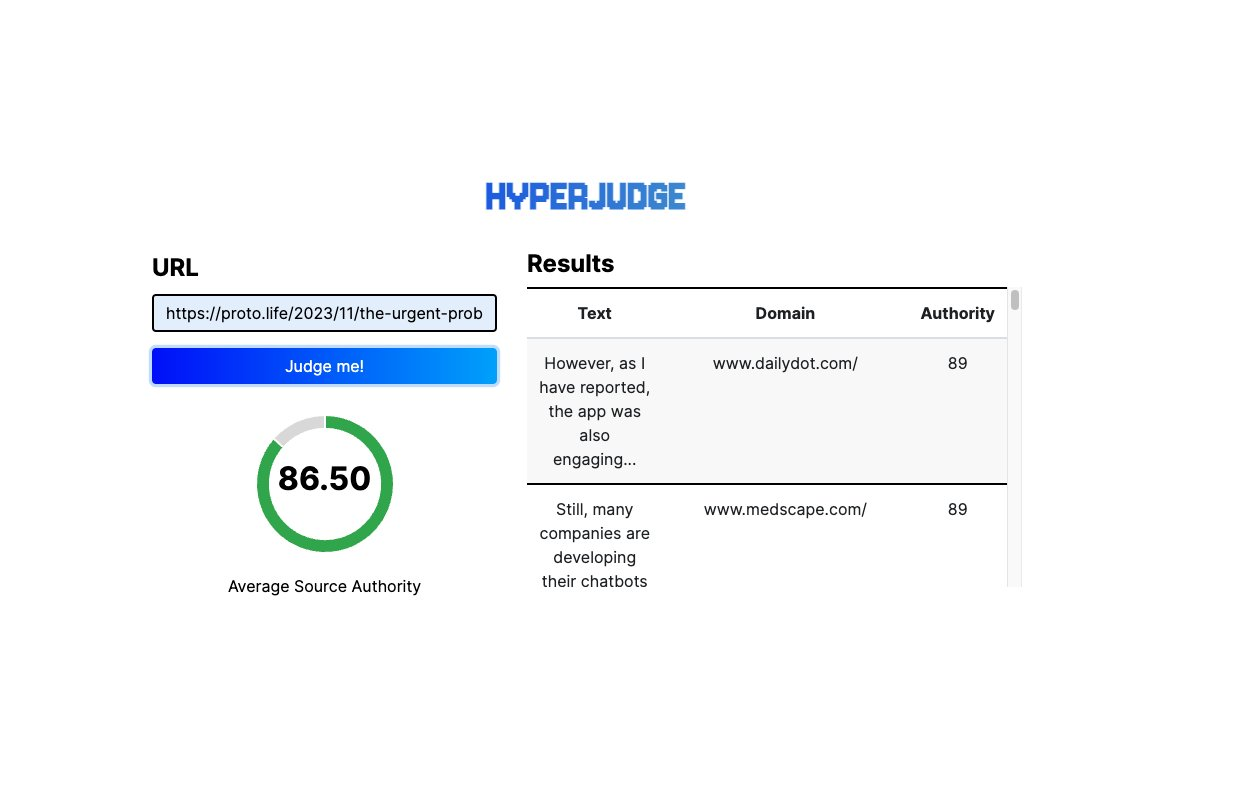 HYPERJUDGE
URL
https://proto.life/2023/11/the-urgent-prob
Judge me!
86.50
Average Source Authority
Results
Text Domain Authority
However, as I www.dailydot.com/ 89
have reported,
the app was
also
engaging...
Still, many www.medscape.com/ 89
companies are
developing
their chatbots